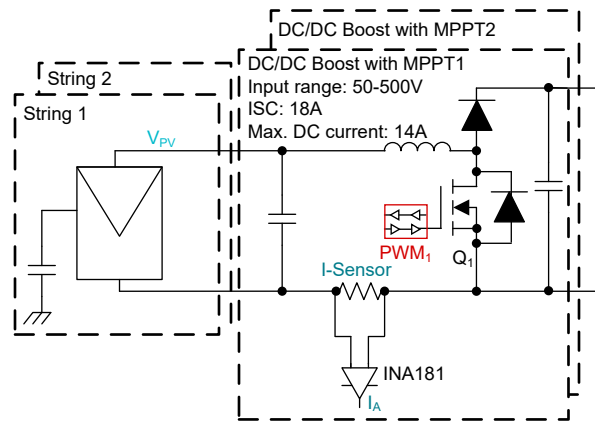 DC/DC Boost with MPPT2
DC/DC Boost with MPPT1
Input range: 50-500V
ISC: 18A
Max. DC current: 14A
String 2
String 1
VPV
PWM1
Q1
I-Sensor
INA181
IA